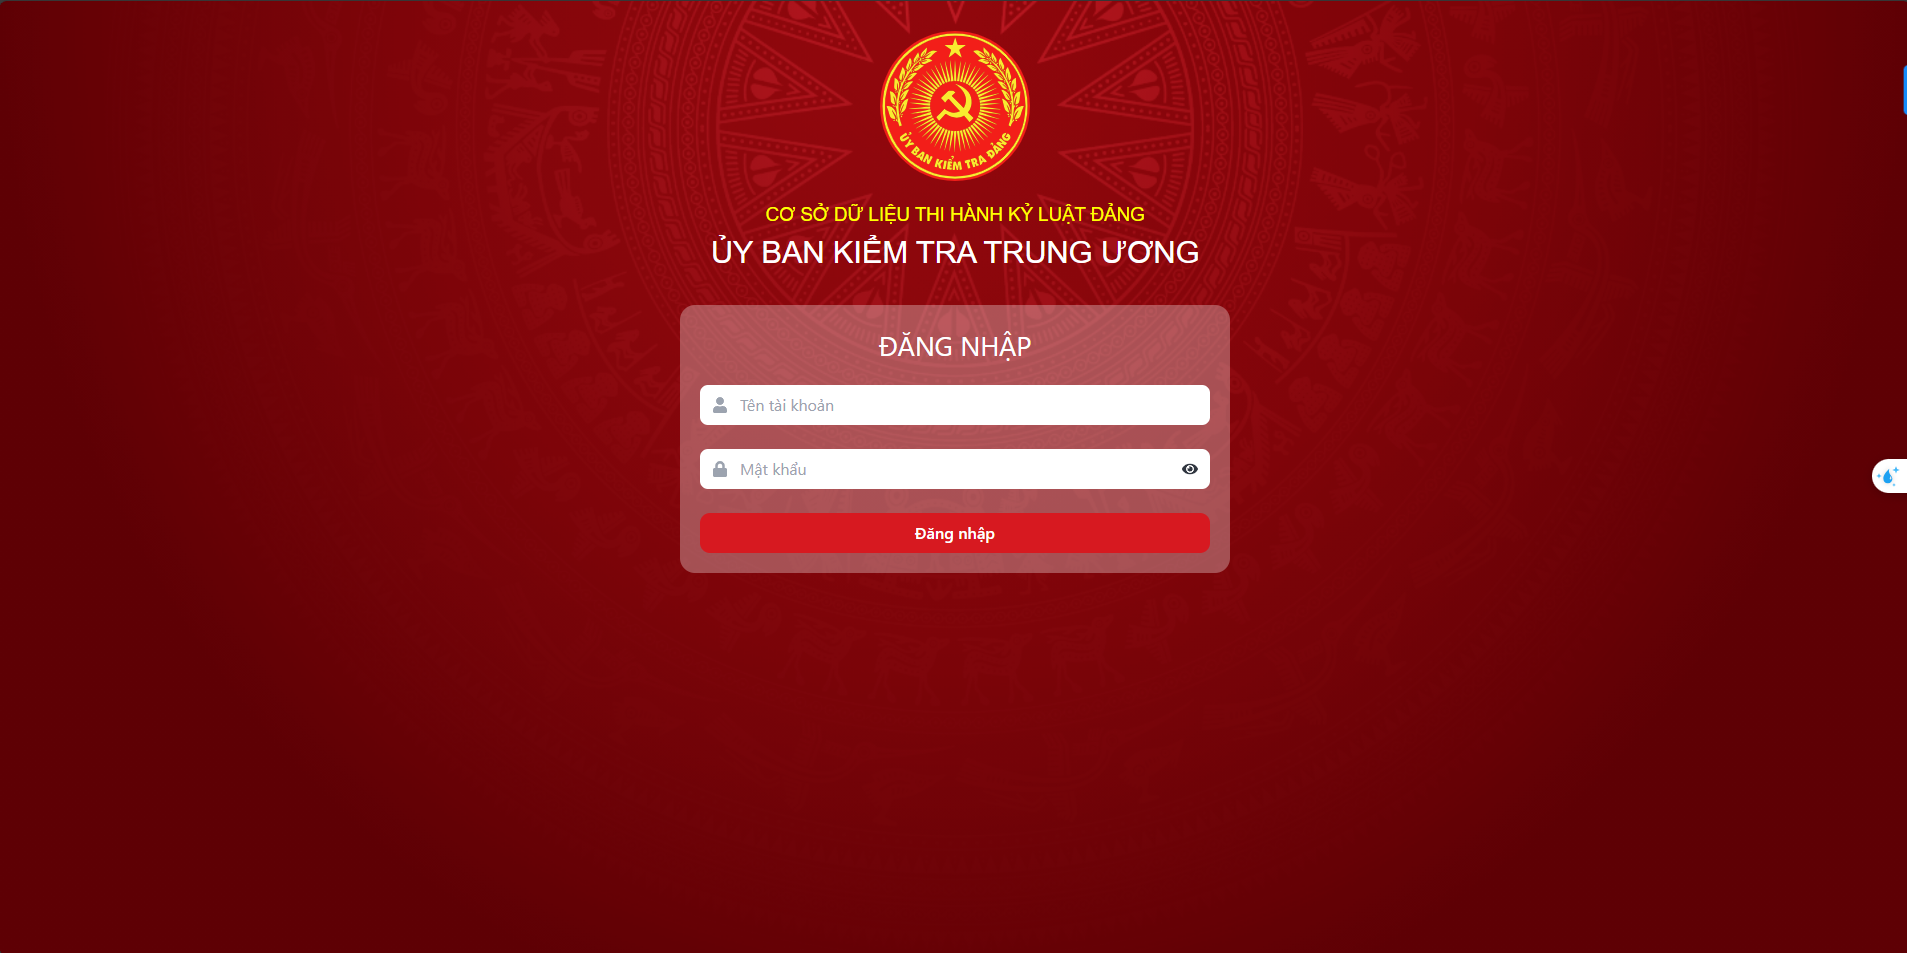 ỦY BAN KIỂM TRA ĐẢNG
CƠ SỞ DỮ LIỆU THI HÀNH KỶ LUẬT ĐẢNG
ỦY BAN KIỂM TRA TRUNG ƯƠNG
ĐĂNG NHẬP
Tên tài khoản
Mật khẩu
Đăng nhập